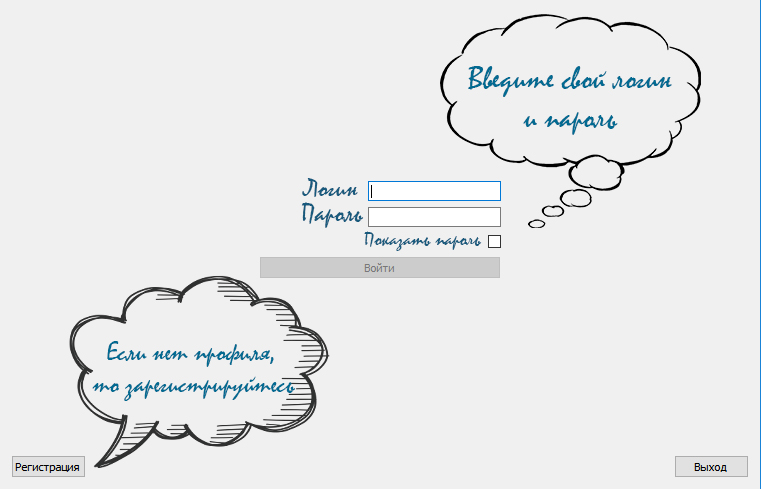 Введите свой логин
и пароль
Логин
Пароль
Показать пароль
Войти
Если нет профиля,
то зарегистрируйтесь
Регистрация
Выход